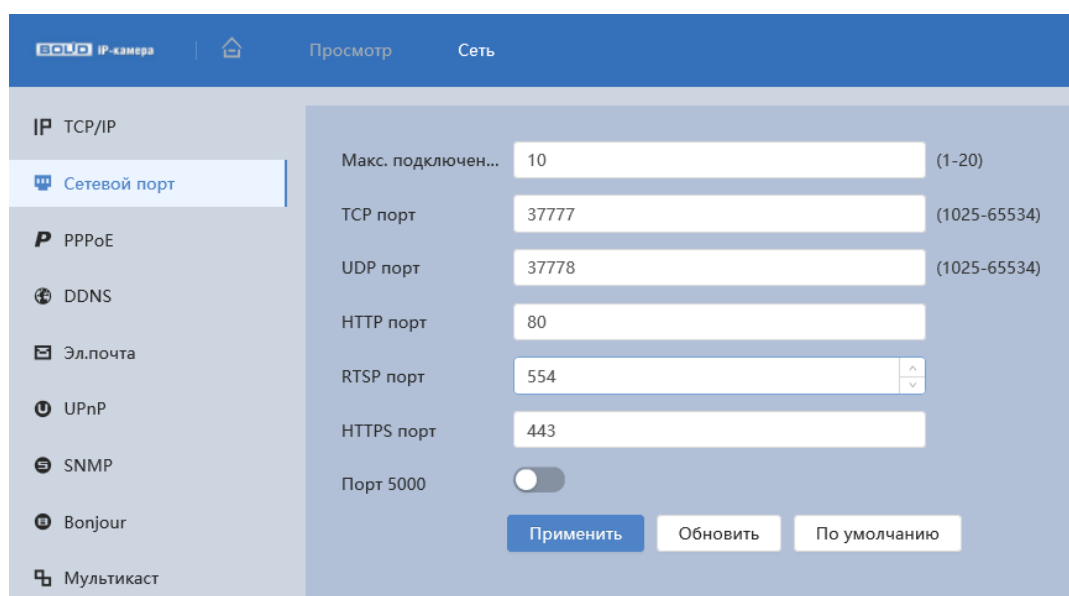 BOLID IP-камера Просмотр Сеть
TCP/IP
Сетевой порт
PPPoE
DDNS
Эл.почта
UPnP
SNMP
Bonjour
Мультикаст
Макс. подключен... 10 (1-20)
TCP порт 37777 (1025-65534)
UDP порт 37778 (1025-65534)
HTTP порт 80
RTSP порт 554
HTTPS порт 443
Порт 5000
Применить Обновить По умолчанию